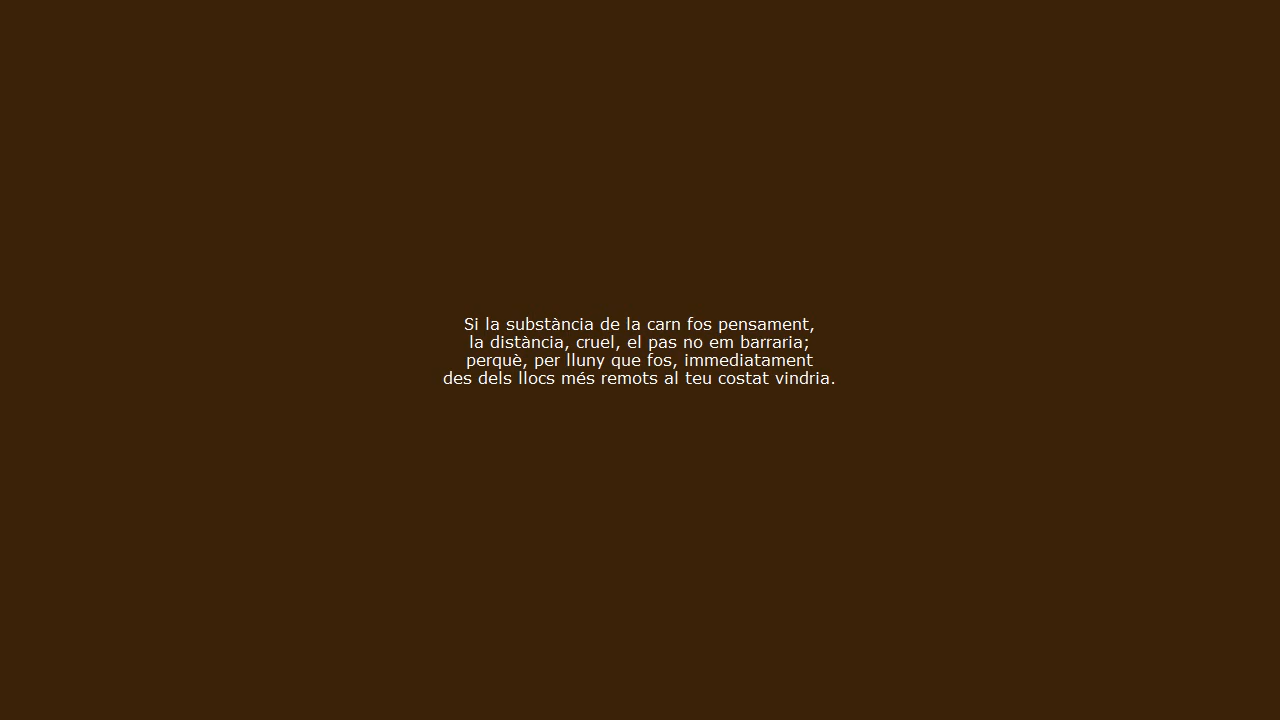 Si la substància de la carn fos pensament,
la distància, cruel, el pas no em barraria;
perquè, per lluny que fos, immediatament
des dels llocs més remots al teu costat vindria.